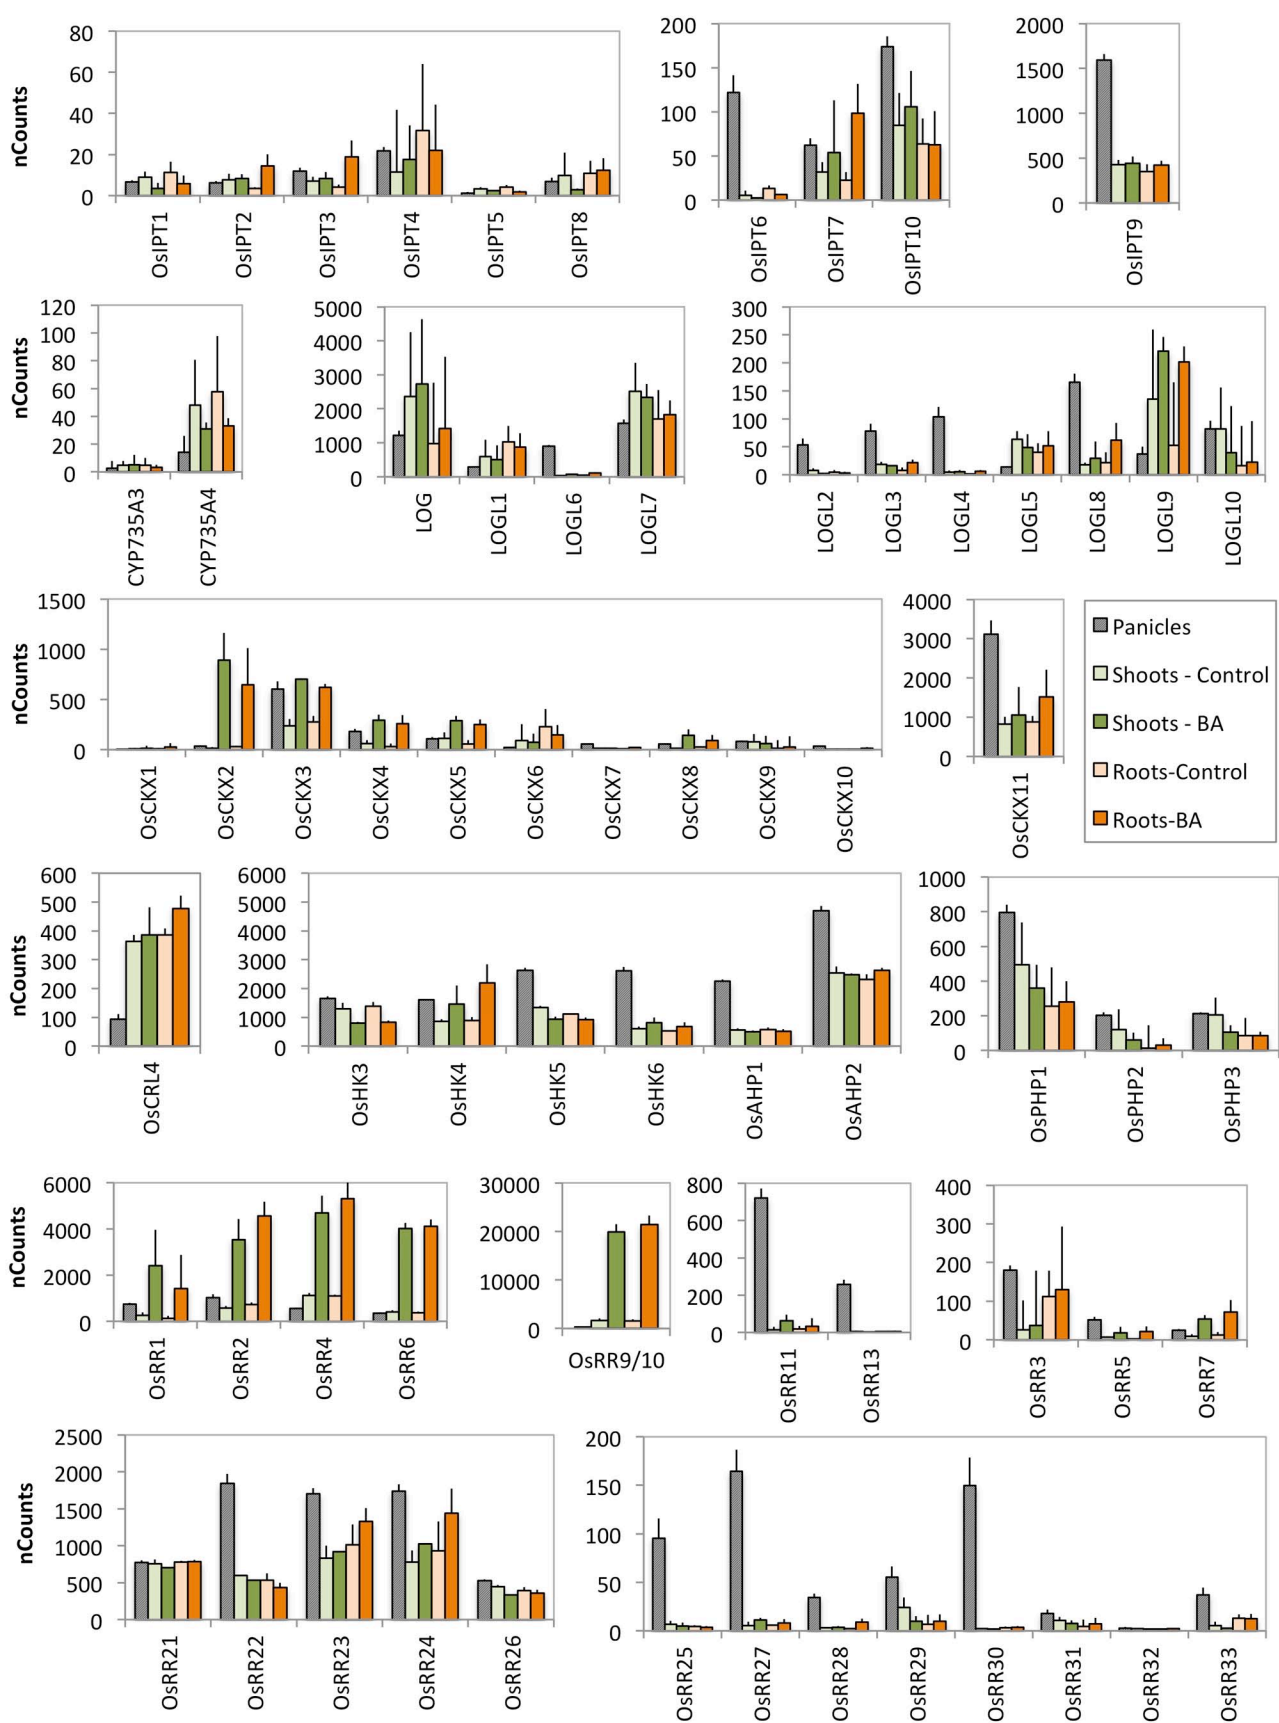 80
60
40
20
0
nCounts
OsIPT1
OsIPT2
OsIPT3
OsIPT4
OsIPT5
OsIPT8
200
150
100
50
0
OsIPT6
OsIPT7
OsIPT10
2000
1500
1000
500
0
OsIPT9
120
100
80
60
40
20
0
nCounts
CYP735A3
CYP735A4
5000
4000
3000
2000
1000
0
LOG
LOGL1
LOGL6
LOGL7
300
250
200
150
100
50
0
LOGL2
LOGL3
LOGL4
LOGL5
LOGL8
LOGL9
LOGL10
1500
1000
500
0
nCounts
OsCKX1
OsCKX2
OsCKX3
OsCKX4
OsCKX5
OsCKX6
OsCKX7
OsCKX8
OsCKX9
OsCKX10
4000
3000
2000
1000
0
OsCKX11
Panicles
Shoots - Control
Shoots - BA
Roots-Control
Roots-BA
600
500
400
300
200
100
0
nCounts
OsCRL4
6000
5000
4000
3000
2000
1000
0
OsHK3
OsHK4
OsHK5
OsHK6
OsAHP1
OsAHP2
1000
800
600
400
200
0
OsPHP1
OsPHP2
OsPHP3
6000
4000
2000
0
nCounts
OsRR1
OsRR2
OsRR4
OsRR6
30000
20000
10000
0
OsRR9/10
800
600
400
200
0
OsRR11
OsRR13
400
300
200
100
0
OsRR3
OsRR5
OsRR7
2500
2000
1500
1000
500
0
nCounts
OsRR21
OsRR22
OsRR23
OsRR24
OsRR26
200
150
100
50
0
OsRR25
OsRR27
OsRR28
OsRR29
OsRR30
OsRR31
OsRR32
OsRR33